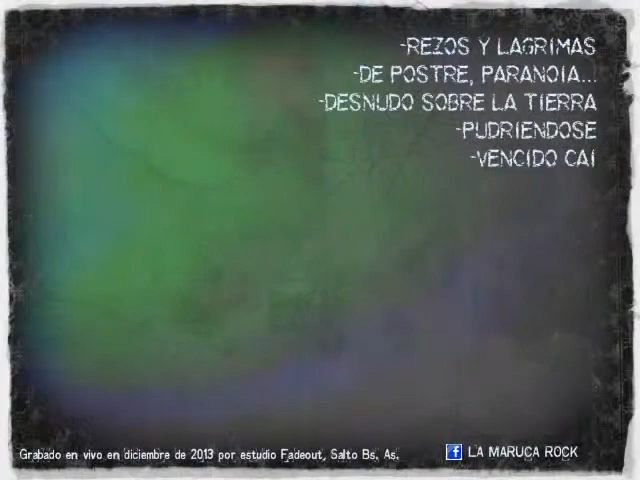 -REZOS Y LAGRIMAS
-DE POSTRE, PARANOIA...
-DESNUDO SOBRE LA TIERRA
-PUDRIENDOSE
-VENCIDO CAI
Grabado en vivo en diciembre de 2013 por estudio Fadeout, Salto Bs. As.
f LA MARUCA ROCK